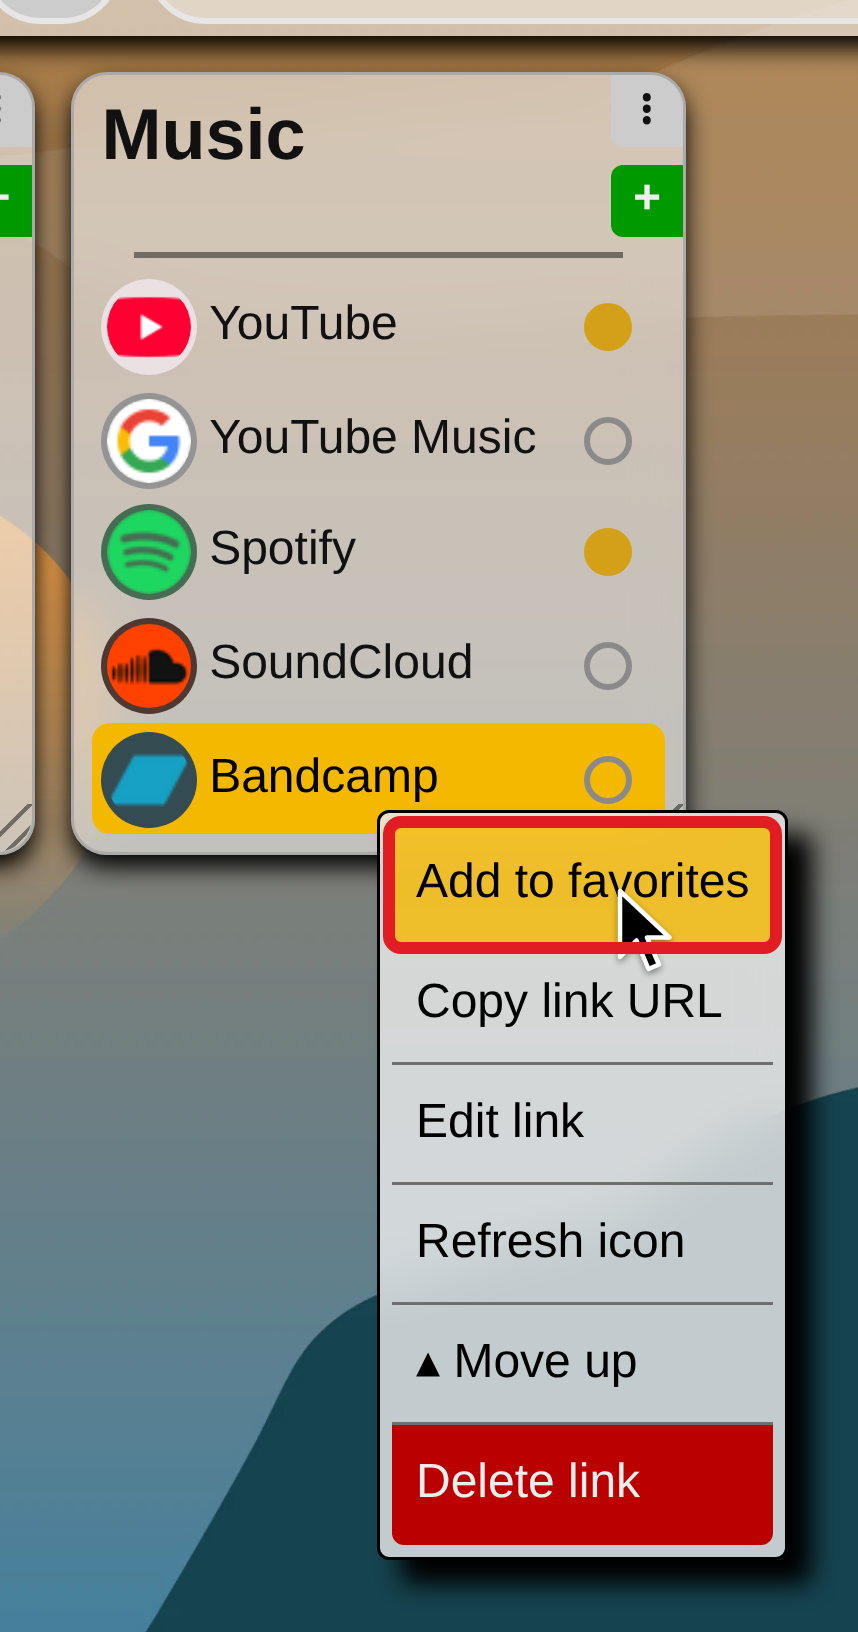 Music
+
YouTube
YouTube Music
Spotify
SoundCloud
Bandcamp
Add to favorites
Copy link URL
Edit link
Refresh icon
▲ Move up
Delete link